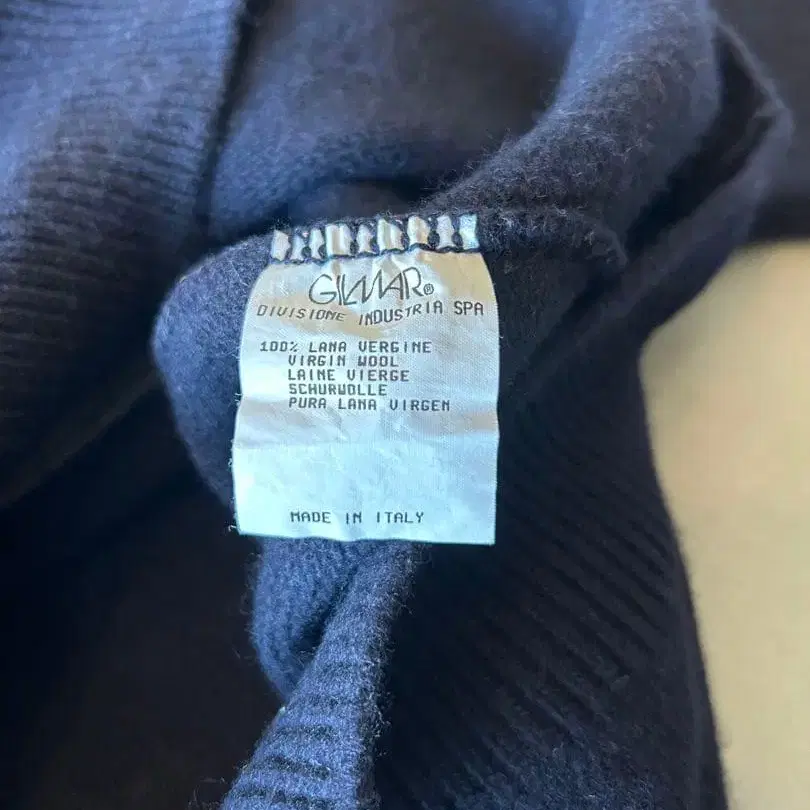 GILMAR®
DIVISIONE INDUSTRIA SPA
100% LANA VERGINE
VIRGIN WOOL
LAINE VIERGE
SCHURWOLLE
PURA LANA VIRGEN
MADE IN ITALY